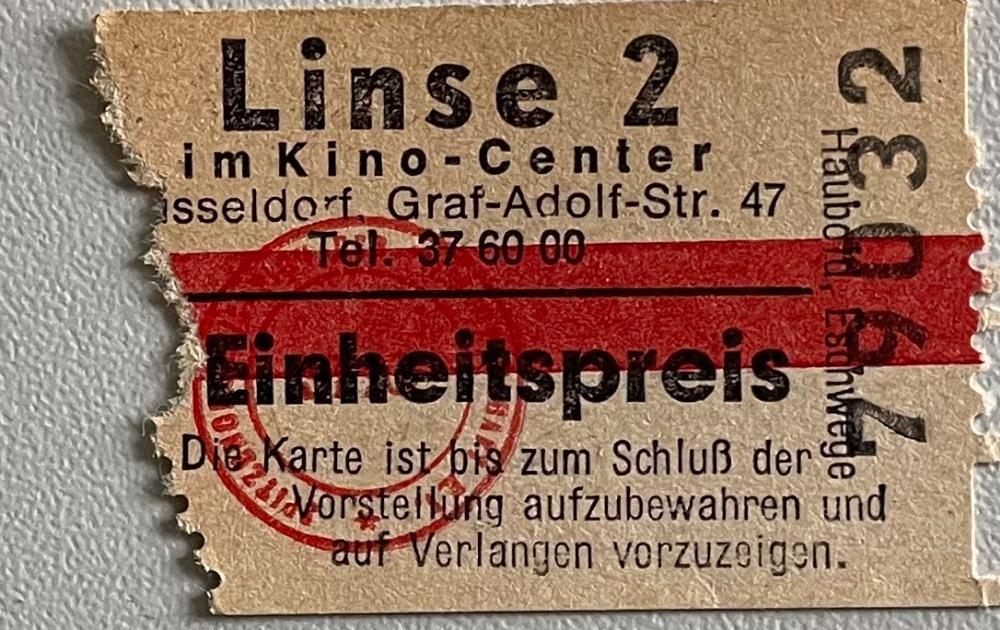 Linse 2
im Kino-Center
sseldorf, Graf-Adolf-Str. 47
Tel. 37 60 00
Einheitspreis
Die Karte ist bis zum Schluß der
Vorstellung aufzubewahren und
auf Verlangen vorzuzeigen.
Haubold, Eschwege